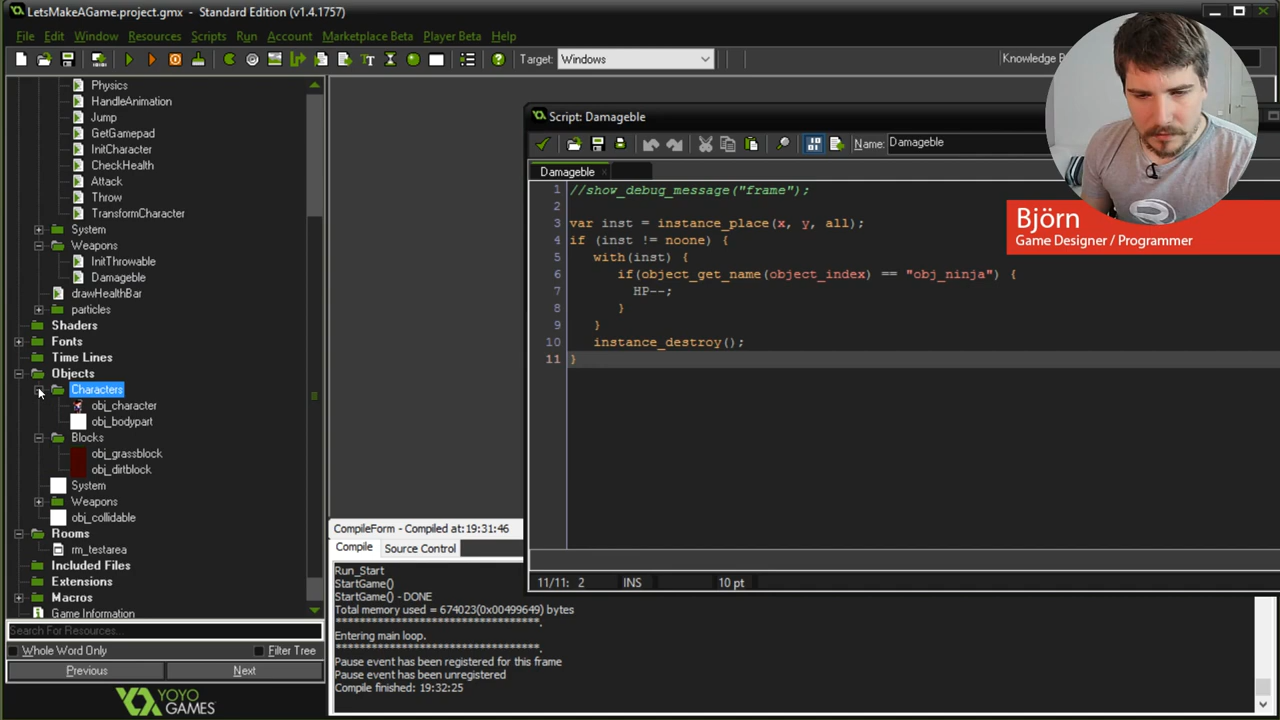 LetsMakeAGame.project.gmx - Standard Edition (v1.4.1757)
File Edit Window Resources Scripts Run Account Marketplace Beta Player Beta Help
Target: Windows
Knowledge B
Physics
HandleAnimation
Jump
GetGamepad
InitCharacter
CheckHealth
Attack
Throw
TransformCharacter
System
Weapons
InitThrowable
Damageble
drawHealthBar
particles
Shaders
Fonts
Time Lines
Objects
Characters
obj_character
obj_bodypart
Blocks
obj_grassblock
obj_dirtblock
System
Weapons
obj_collidable
Rooms
rm_testarea
Included Files
Extensions
Macros
Game Information
Search For Resources...
Whole Word Only Filter Tree
Previous Next
YOYO
GAMES™
Script: Damageble
Name: Damageble
Damageble
1 //show_debug_message("frame");
2
3 var inst = instance_place(x, y, all);
4 if (inst != noone) {
5 with(inst) {
6 if(object_get_name(object_index) == "obj_ninja") {
7 HP--;
8 }
9 }
10 instance_destroy();
11 }
11/11: 2 INS 10 pt
Björn
Game Designer / Programmer
CompileForm - Compiled at:19:31:46
Compile Source Control
Run_Start
StartGame()
StartGame() - DONE
Total memory used = 674023(0x00499649) bytes
***********************************.
Entering main loop.
***********************************.
Pause event has been registered for this frame
Pause event has been unregistered
Compile finished: 19:32:25